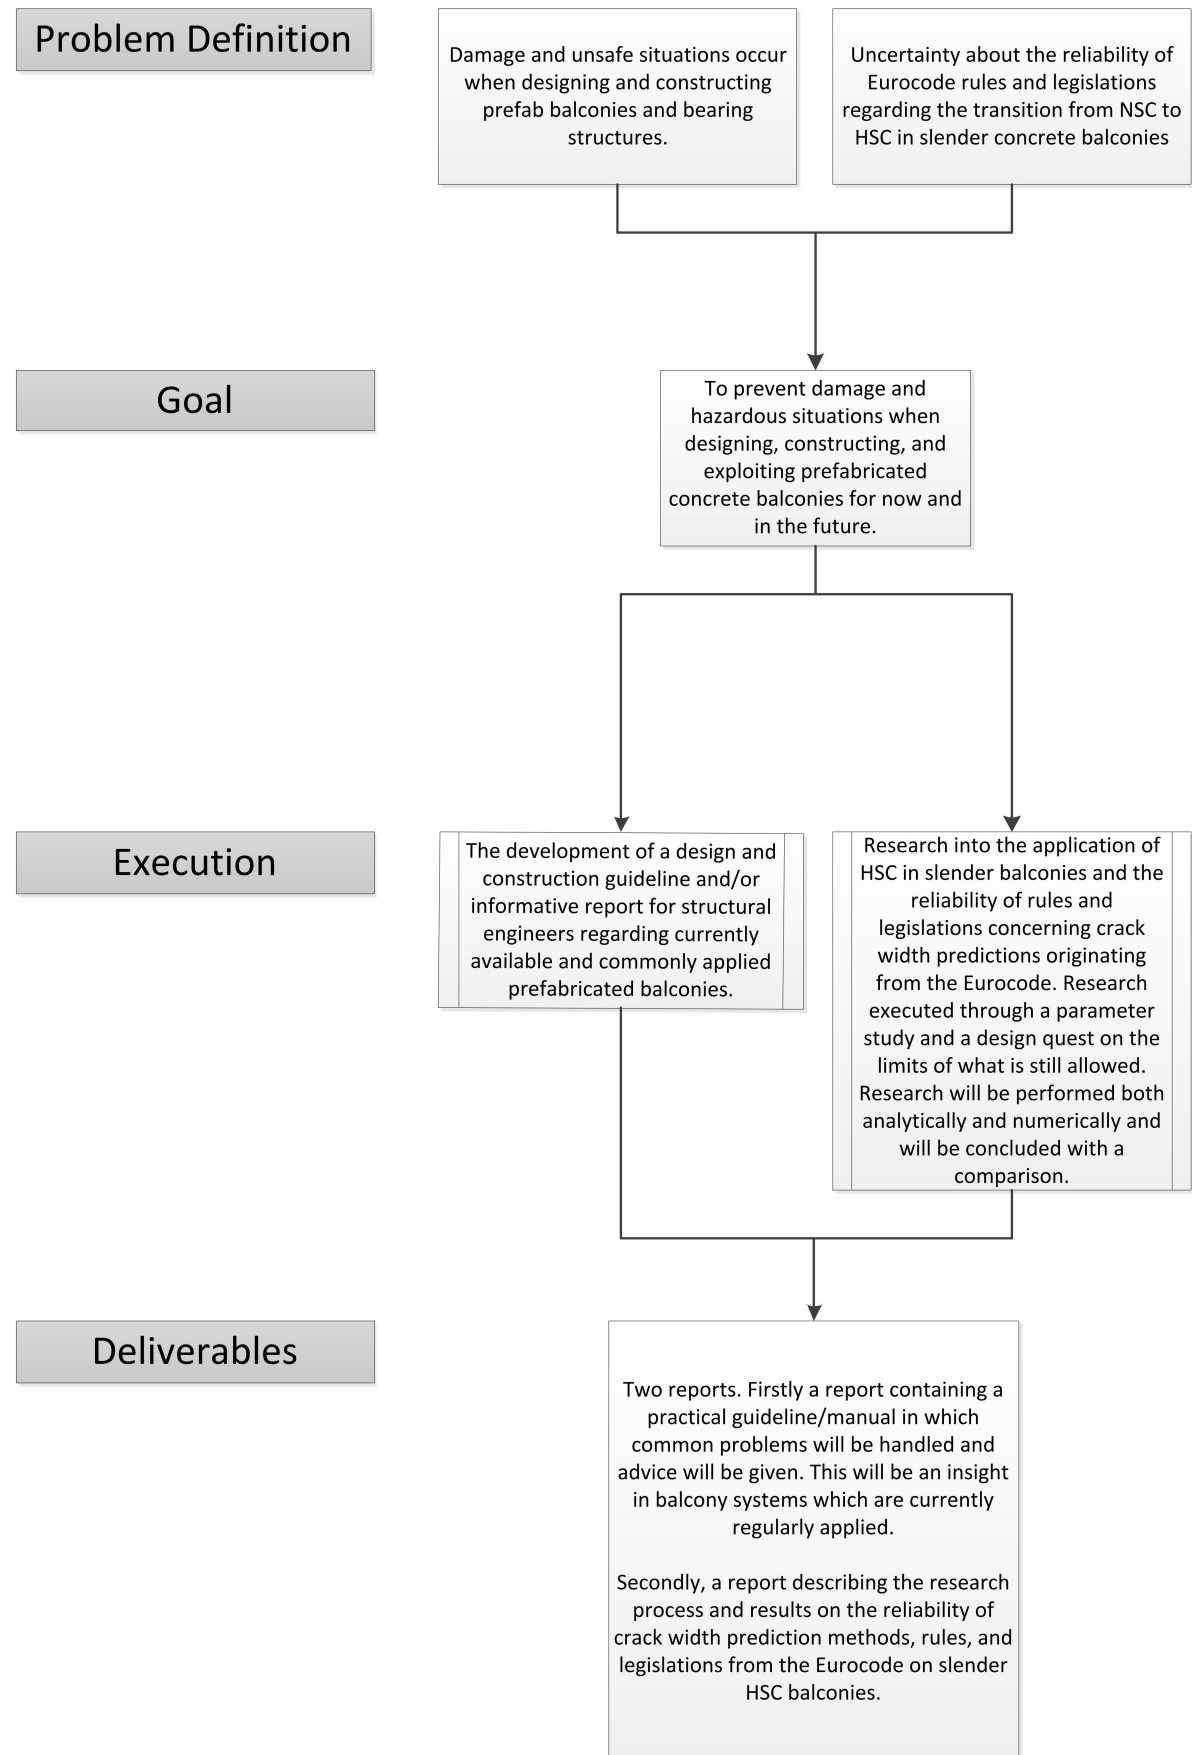 Problem Definition
Damage and unsafe situations occur
when designing and constructing
prefab balconies and bearing
structures.
Uncertainty about the reliability of
Eurocode rules and legislations
regarding the transition from NSC to
HSC in slender concrete balconies
Goal
To prevent damage and
hazardous situations when
designing, constructing, and
exploiting prefabricated
concrete balconies for now and
in the future.
Execution
The development of a design and
construction guideline and/or
informative report for structural
engineers regarding currently
available and commonly applied
prefabricated balconies.
Research into the application of
HSC in slender balconies and the
reliability of rules and
legislations concerning crack
width predictions originating
from the Eurocode. Research
executed through a parameter
study and a design quest on the
limits of what is still allowed.
Research will be performed both
analytically and numerically and
will be concluded with a
comparison.
Deliverables
Two reports. Firstly a report containing a
practical guideline/manual in which
common problems will be handled and
advice will be given. This will be an insight
in balcony systems which are currently
regularly applied.
Secondly, a report describing the research
process and results on the reliability of
crack width prediction methods, rules, and
legislations from the Eurocode on slender
HSC balconies.